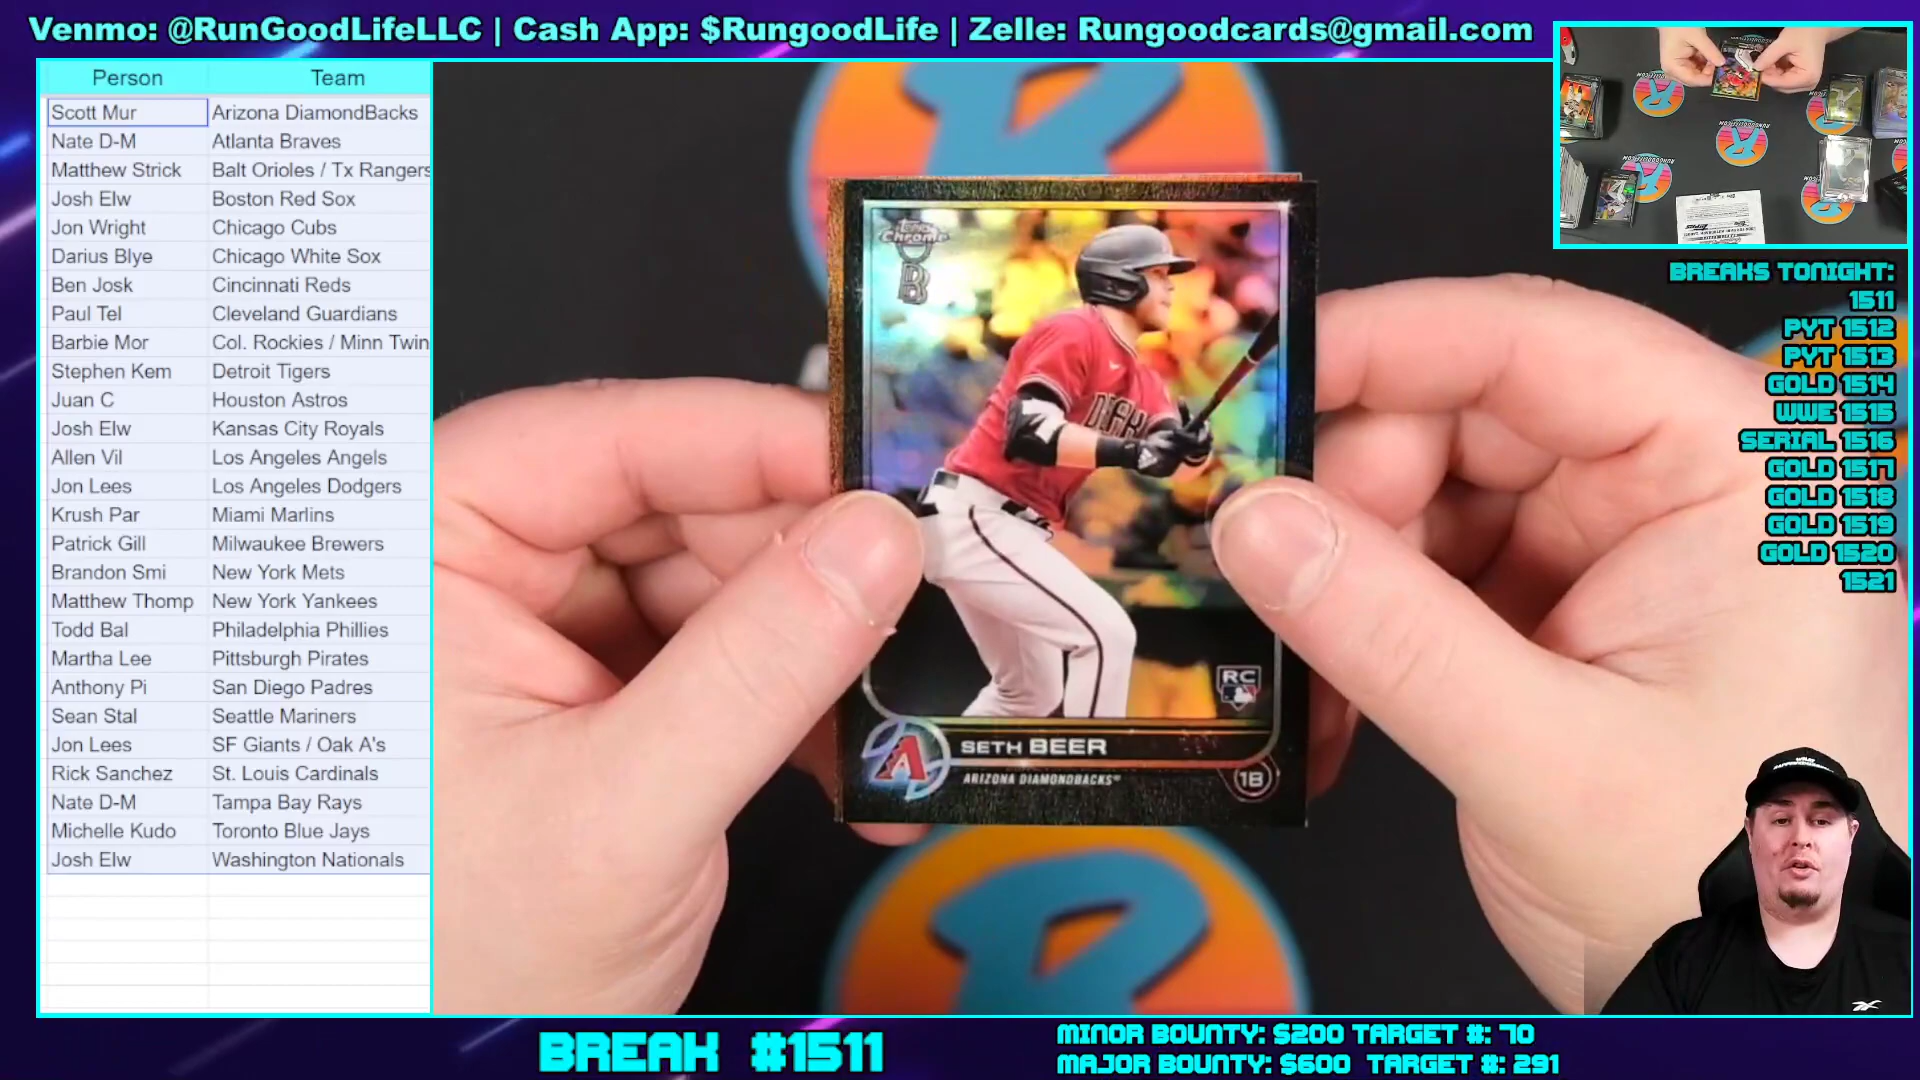 Venmo: @RunGoodLifeLLC | Cash App: $RungoodLife | Zelle: Rungoodcards@gmail.com
Person Team
Scott Mur Arizona DiamondBacks
Nate D-M Atlanta Braves
Matthew Strick Balt Orioles / Tx Rangers
Josh Elw Boston Red Sox
Jon Wright Chicago Cubs
Darius Blye Chicago White Sox
Ben Josk Cincinnati Reds
Paul Tel Cleveland Guardians
Barbie Mor Col. Rockies / Minn Twin
Stephen Kem Detroit Tigers
Juan C Houston Astros
Josh Elw Kansas City Royals
Allen Vil Los Angeles Angels
Jon Lees Los Angeles Dodgers
Krush Par Miami Marlins
Patrick Gill Milwaukee Brewers
Brandon Smi New York Mets
Matthew Thomp New York Yankees
Todd Bal Philadelphia Phillies
Martha Lee Pittsburgh Pirates
Anthony Pi San Diego Padres
Sean Stal Seattle Mariners
Jon Lees SF Giants / Oak A's
Rick Sanchez St. Louis Cardinals
Nate D-M Tampa Bay Rays
Michelle Kudo Toronto Blue Jays
Josh Elw Washington Nationals
Topps
Chrome
B
RC
SETH BEER
ARIZONA DIAMONDBACKS
1B
A
BREAKS TONIGHT:
1511
PYT 1512
PYT 1513
GOLD 1514
WWE 1515
SERIAL 1516
GOLD 1517
GOLD 1518
GOLD 1519
GOLD 1520
1521
BREAK #1511
MINOR BOUNTY: $200 TARGET #: 70
MAJOR BOUNTY: $600 TARGET #: 291